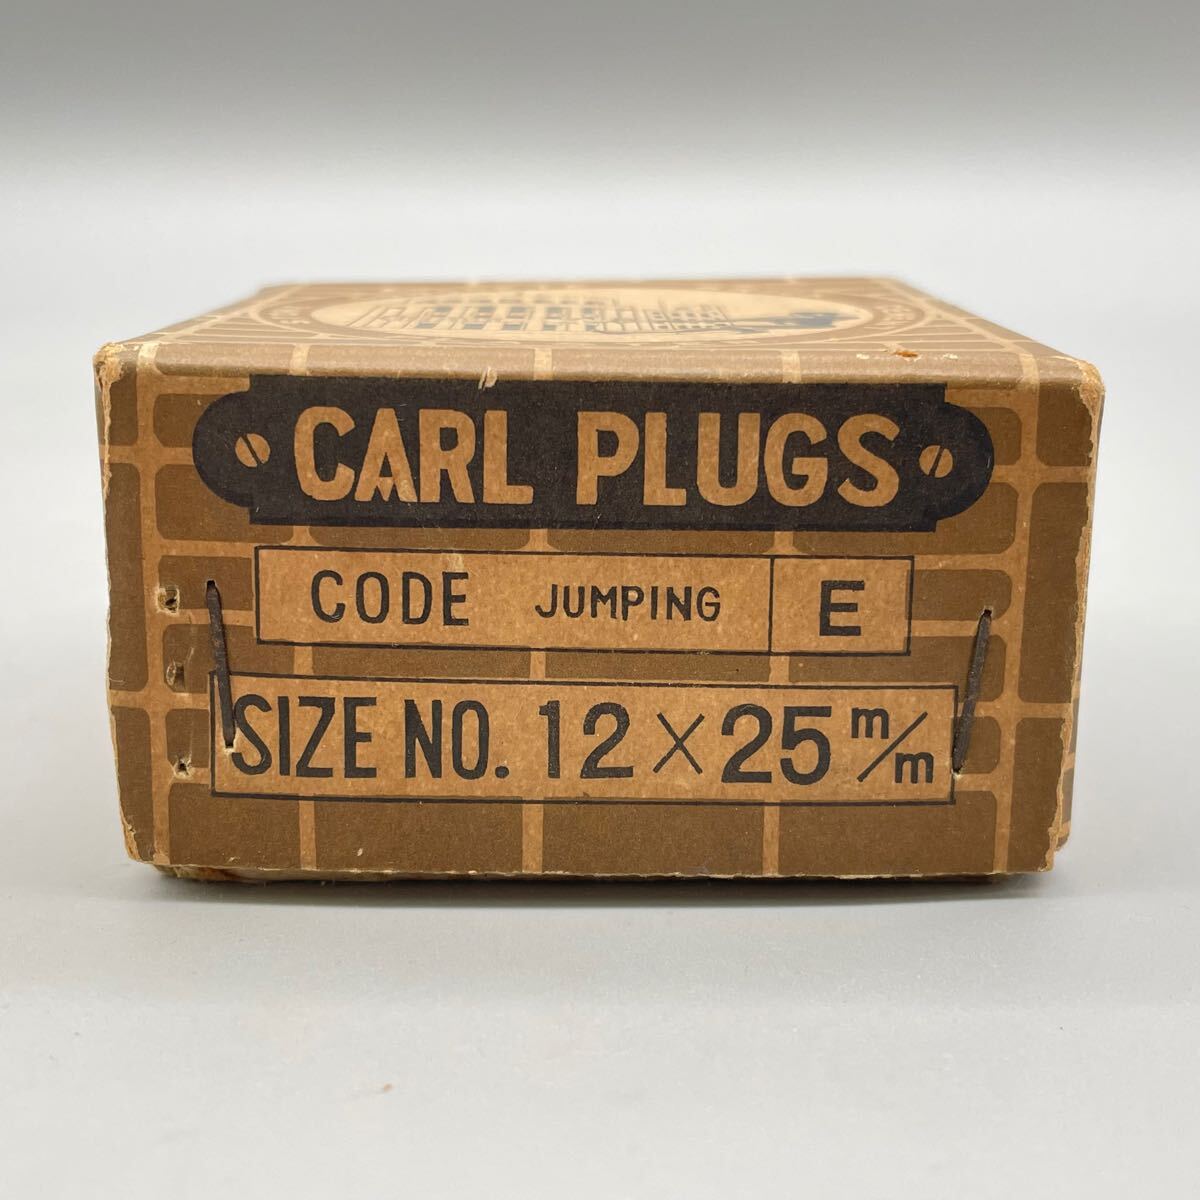 CARL PLUGS
CODE JUMPING E
SIZE NO. 12×25 m/m